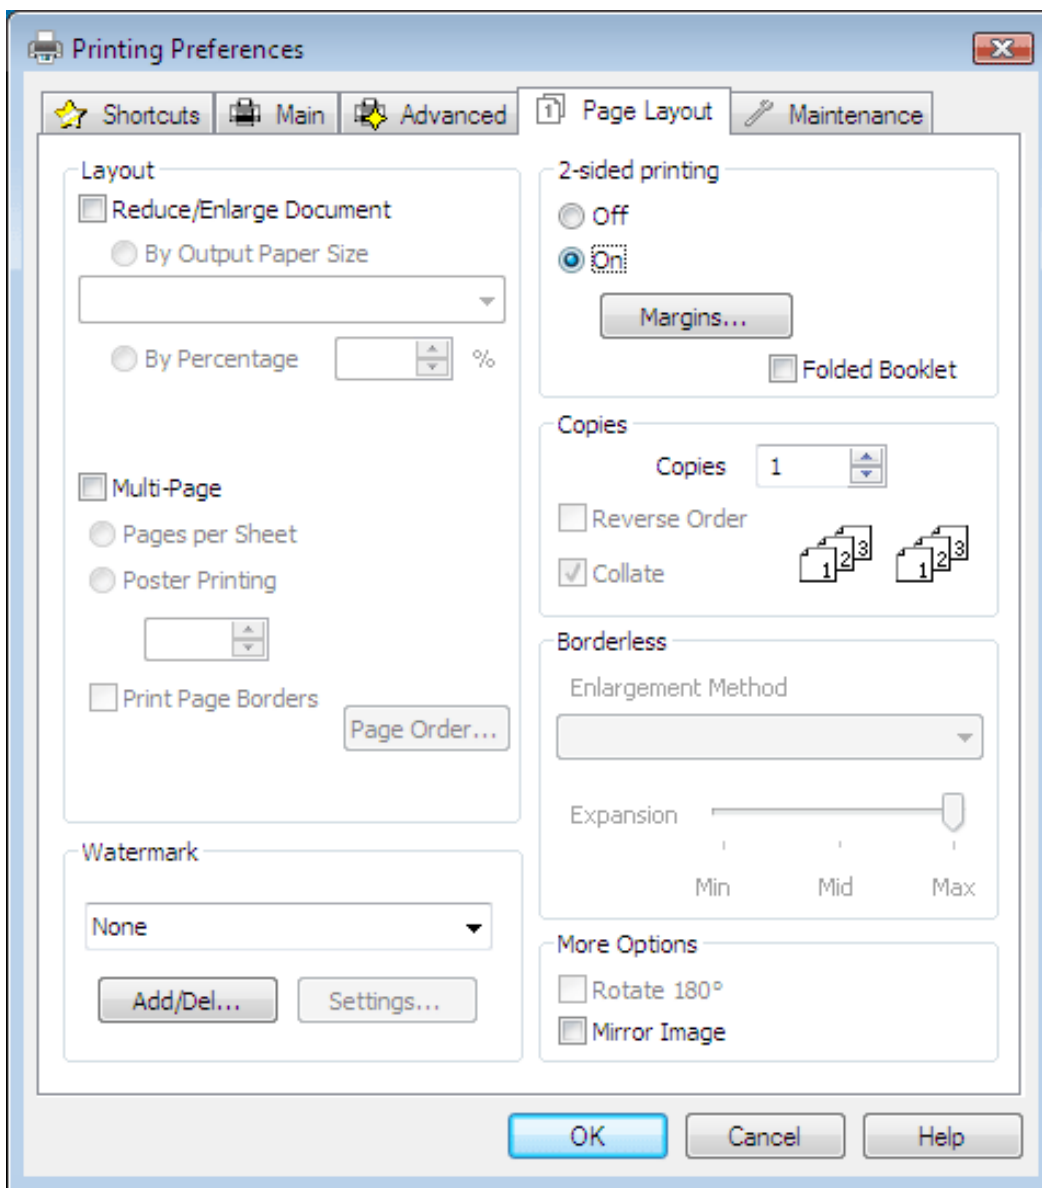 Printing Preferences
Shortcuts
Main
Advanced
1
Page Layout
Maintenance
Layout
Reduce/Enlarge Document
By Output Paper Size
By Percentage
%
Multi-Page
Pages per Sheet
Poster Printing
Print Page Borders
Page Order...
Watermark
None
Add/Del...
Settings...
2-sided printing
Off
On
Margins...
Folded Booklet
Copies
Copies 1
Reverse Order
Collate
1 2 3 1 2 3
Borderless
Enlargement Method
Expansion
Min Mid Max
More Options
Rotate 180°
Mirror Image
OK Cancel Help